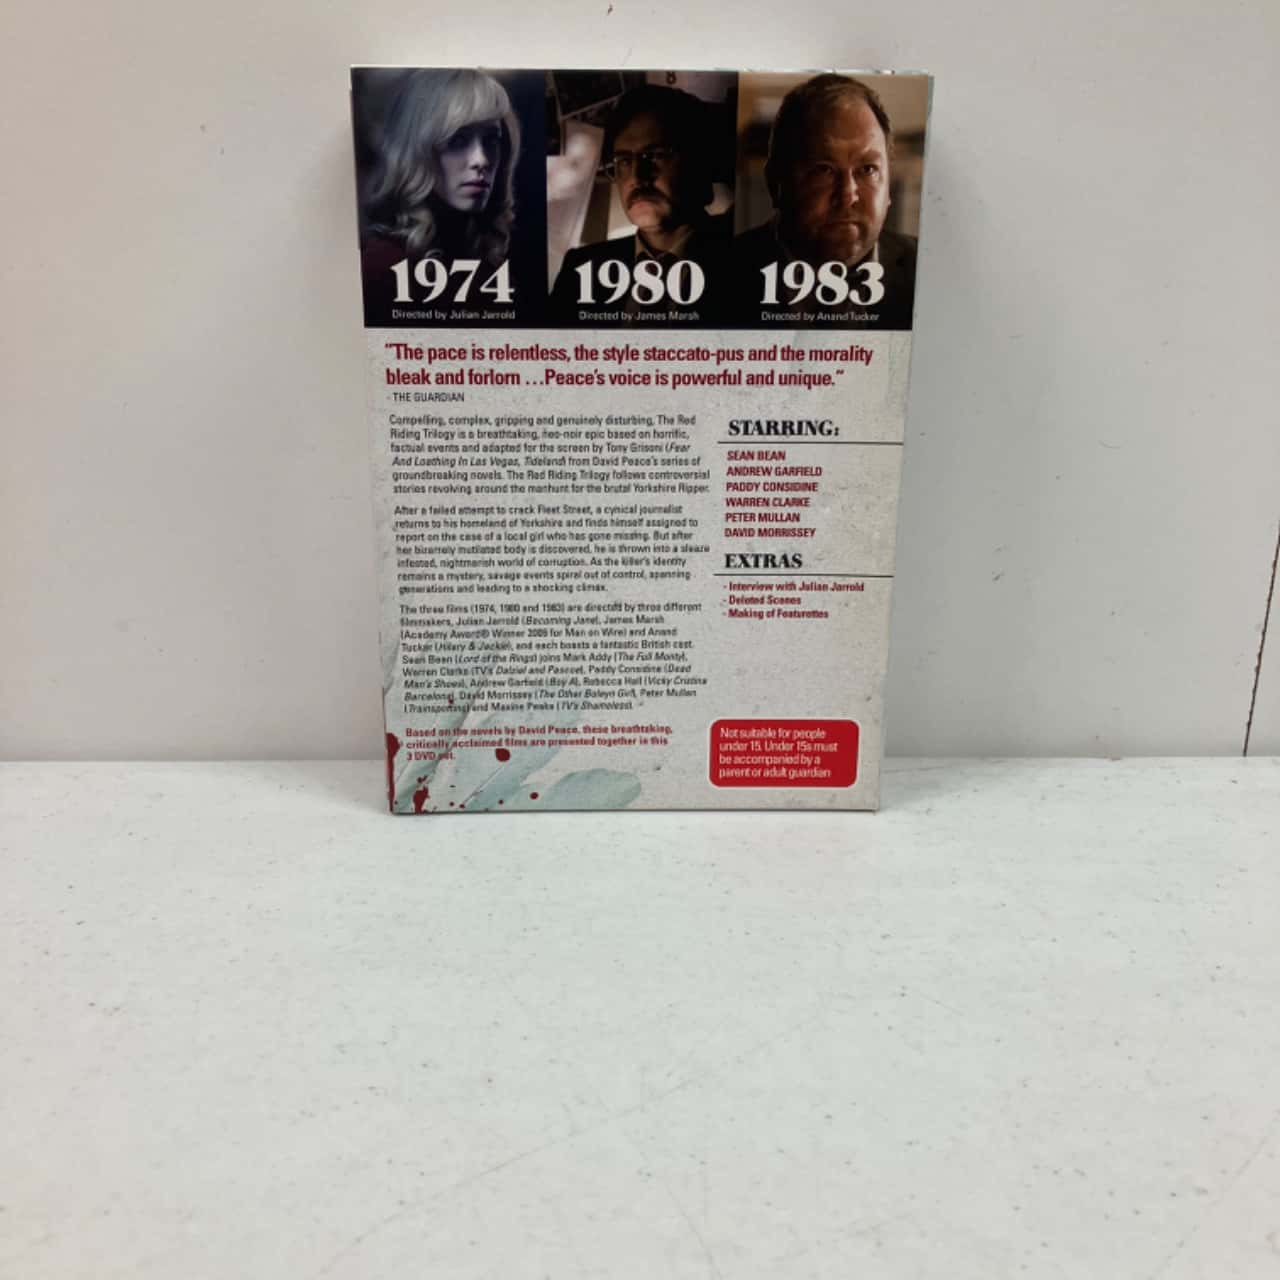 8
1974
Directed by Julian Jarrold
1980
Directed by James Marsh
1983
Directed by Anand Tucker
"The pace is relentless, the style staccato-pus and the morality
bleak and forlorn ...Peace's voice is powerful and unique."
- THE GUARDIAN
Compelling, complex, gripping and genuinely disturbing, The Red
Riding Trilogy is a breathtaking, neo-noir epic based on horrific,
factual events and adapted for the screen by Tony Grisoni (Fear
And Loathing In Las Vegas, Tideland) from David Peace's series of
groundbreaking novels. The Red Riding Trilogy follows controversial
stories revolving around the manhunt for the brutal Yorkshire Ripper.
After a failed attempt to crack Fleet Street, a cynical journalist
returns to his homeland of Yorkshire and finds himself assigned to
report on the case of a local girl who has gone missing. But after
her bizarrely mutilated body is discovered, he is thrown into a sleaze
infested, nightmarish world of corruption. As the killer's identity
remains a mystery, savage events spiral out of control, spanning
generations and leading to a shocking climax.
The three films (1974, 1980 and 1983) are directed by three different
filmmakers, Julian Jarrold (Becoming Jane), James Marsh
(Academy Award® Winner 2009 for Man on Wire) and Anand
Tucker (Hilary & Jackie), and each boasts a fantastic British cast.
Sean Bean (Lord of the Rings) joins Mark Addy (The Full Monty),
Warren Clarke (TV's Dalziel and Pascoe), Paddy Considine (Dead
Man's Shoes), Andrew Garfield (Boy A), Rebecca Hall (Vicky Cristina
Barcelona), David Morrissey (The Other Boleyn Girl), Peter Mullan
(Trainspotting) and Maxine Peake (TV's Shameless).
Based on the novels by David Peace, these breathtaking,
critically acclaimed films are presented together in this
3 DVD set.
STARRING:
SEAN BEAN
ANDREW GARFIELD
PADDY CONSIDINE
WARREN CLARKE
PETER MULLAN
DAVID MORRISSEY
EXTRAS
- Interview with Julian Jarrold
- Deleted Scenes
- Making of Featurettes
Not suitable for people
under 15. Under 15s must
be accompanied by a
parent or adult guardian